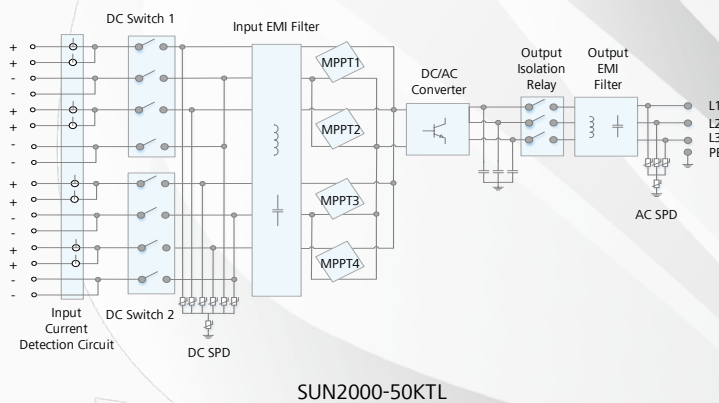 DC Switch 1
Input EMI Filter
+
+
-
-
+
+
-
-
+
+
-
-
+
+
-
-
MPPT1
MPPT2
MPPT3
MPPT4
DC/AC
Converter
Output
Isolation
Relay
Output
EMI
Filter
L1
L2
L3
PE
AC SPD
Input
Current
Detection Circuit
DC Switch 2
DC SPD
SUN2000-50KTL